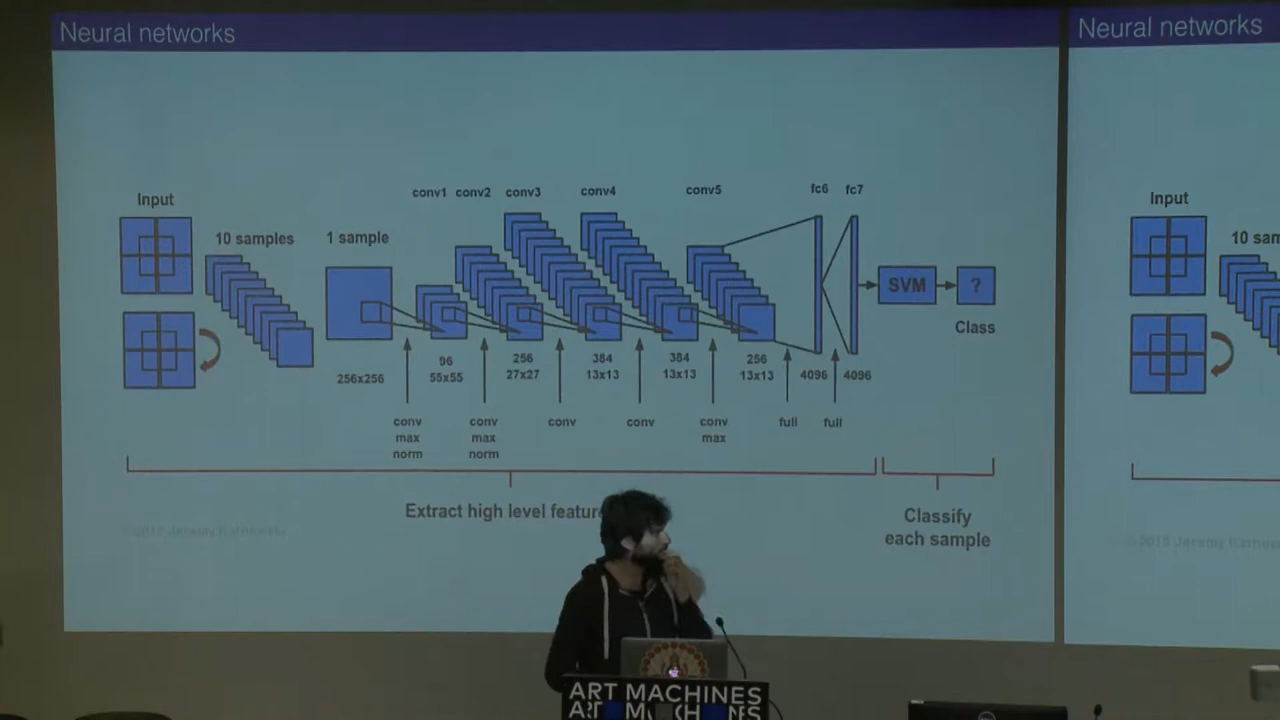 Neural networks
Input
10 samples
1 sample
conv1
conv2
conv3
conv4
conv5
fc6
fc7
SVM
?
Class
256x256
96
55x55
256
27x27
384
13x13
384
13x13
256
13x13
4096
4096
conv
max
norm
conv
max
norm
conv
conv
conv
max
full
full
Extract high level featur
Classify
each sample
Jeremy Karnowski
Neural networks
Input
10 sam
ART MACHINES